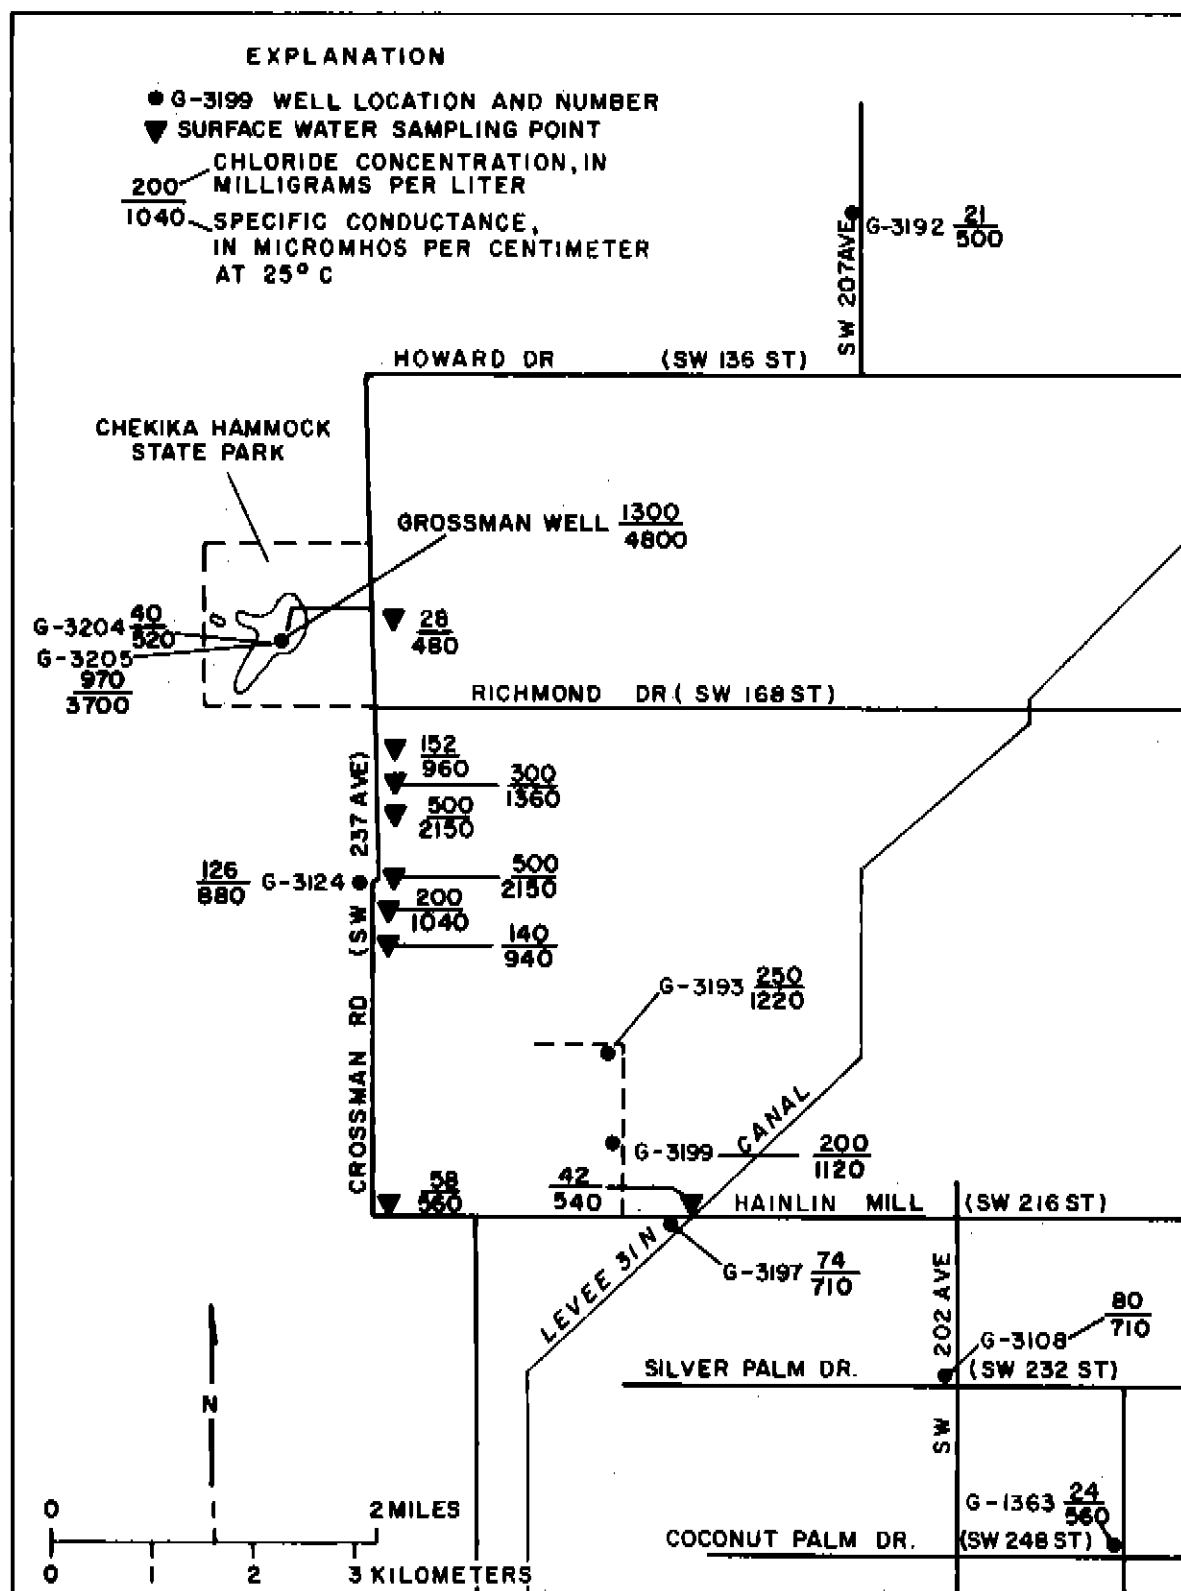 EXPLANATION
G-3199 WELL LOCATION AND NUMBER
SURFACE WATER SAMPLING POINT
CHLORIDE CONCENTRATION, IN
MILLIGRAMS PER LITER
200
1040
SPECIFIC CONDUCTANCE,
IN MICROMHOS PER CENTIMETER
AT 25° C
SW 207AVE
G-3192 21
500
HOWARD DR (SW 136 ST)
CHEKIKA HAMMOCK
STATE PARK
GROSSMAN WELL 1300
4800
G-3204 40
520
G-3205
970
3700
28
480
RICHMOND DR ( SW 168 ST)
152
960
300
1360
500
2150
126
880
G-3124
500
2150
200
1040
140
940
CROSSMAN RD (SW 237 AVE)
G-3193 250
1220
G-3199 200
1120
LEVEE 31N CANAL
58
560
42
540
HAINLIN MILL (SW 216 ST)
G-3197 74
710
SW 202 AVE
80
710
G-3108
SILVER PALM DR. (SW 232 ST)
G-1363 24
560
COCONUT PALM DR. (SW 248 ST)
N
0 1 2 MILES
0 1 2 3 KILOMETERS